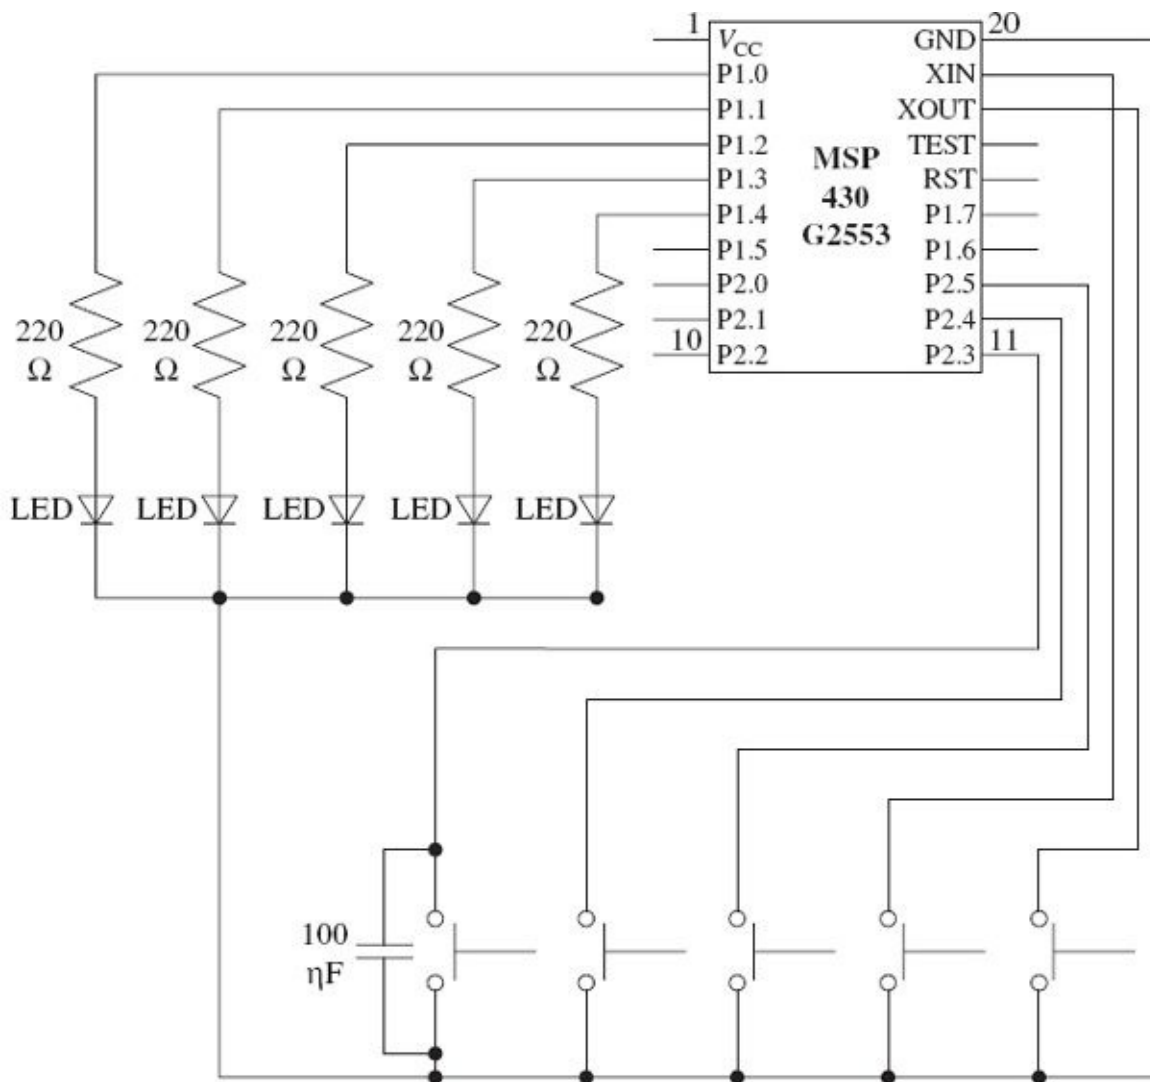 1
20
V_CC
GND
P1.0
XIN
P1.1
XOUT
P1.2
TEST
P1.3
RST
P1.4
P1.7
P1.5
P1.6
P2.0
P2.5
P2.1
P2.4
10
P2.2
P2.3
11
MSP
430
G2553
220
Ω
220
Ω
220
Ω
220
Ω
220
Ω
LED
LED
LED
LED
LED
100
ηF